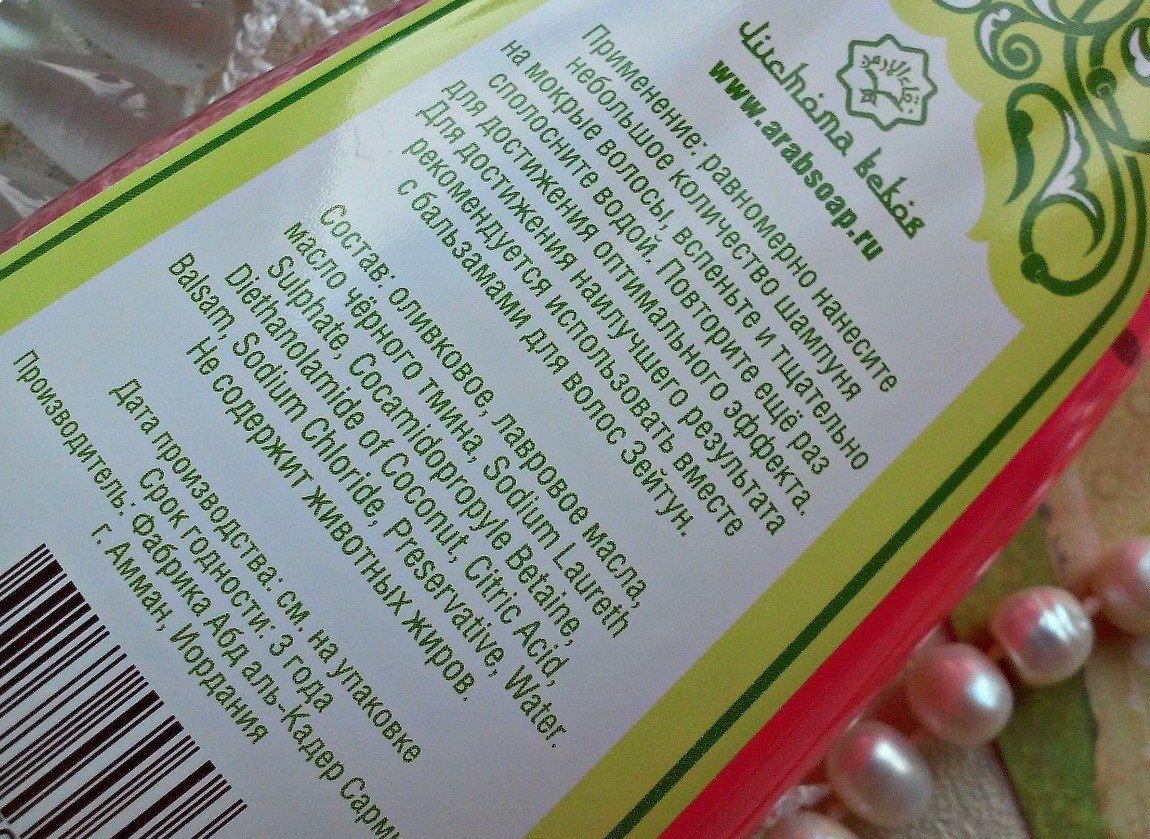 www.arabsoap.ru
Применение: равномерно нанесите
небольшое количество шампуня
на мокрые волосы, вспеньте и тщательно
сполосните водой. Повторите ещё раз
для достижения оптимального эффекта.
Для достижения наилучшего результата
рекомендуется использовать вместе
с бальзамами для волос Зейтун.
Состав: оливковое, лавровое масла,
масло чёрного тмина, Sodium Laureth
Sulphate, Cocamidopropyle Betaine,
Diethanolamide of Coconut, Citric Acid,
Balsam, Sodium Chloride, Preservative, Water.
Не содержит животных жиров.
Дата производства: см. на упаковке
Срок годности: 3 года
Производитель: Фабрика Абд аль-Кадер
г. Амман, Иордания